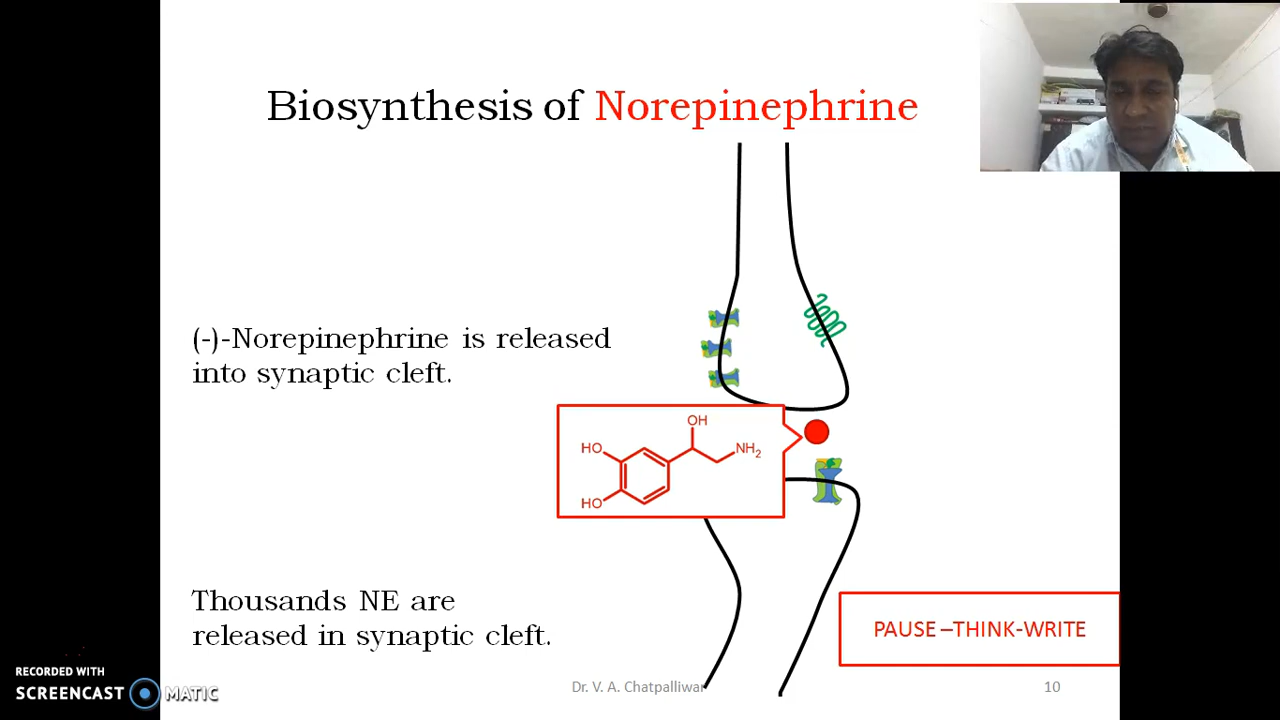 Biosynthesis of Norepinephrine
(-)-Norepinephrine is released
into synaptic cleft.
OH
HO
NH2
HO
Thousands NE are
released in synaptic cleft.
PAUSE –THINK-WRITE
RECORDED WITH
SCREENCAST MATIC
Dr. V. A. Chatpalliwar
10